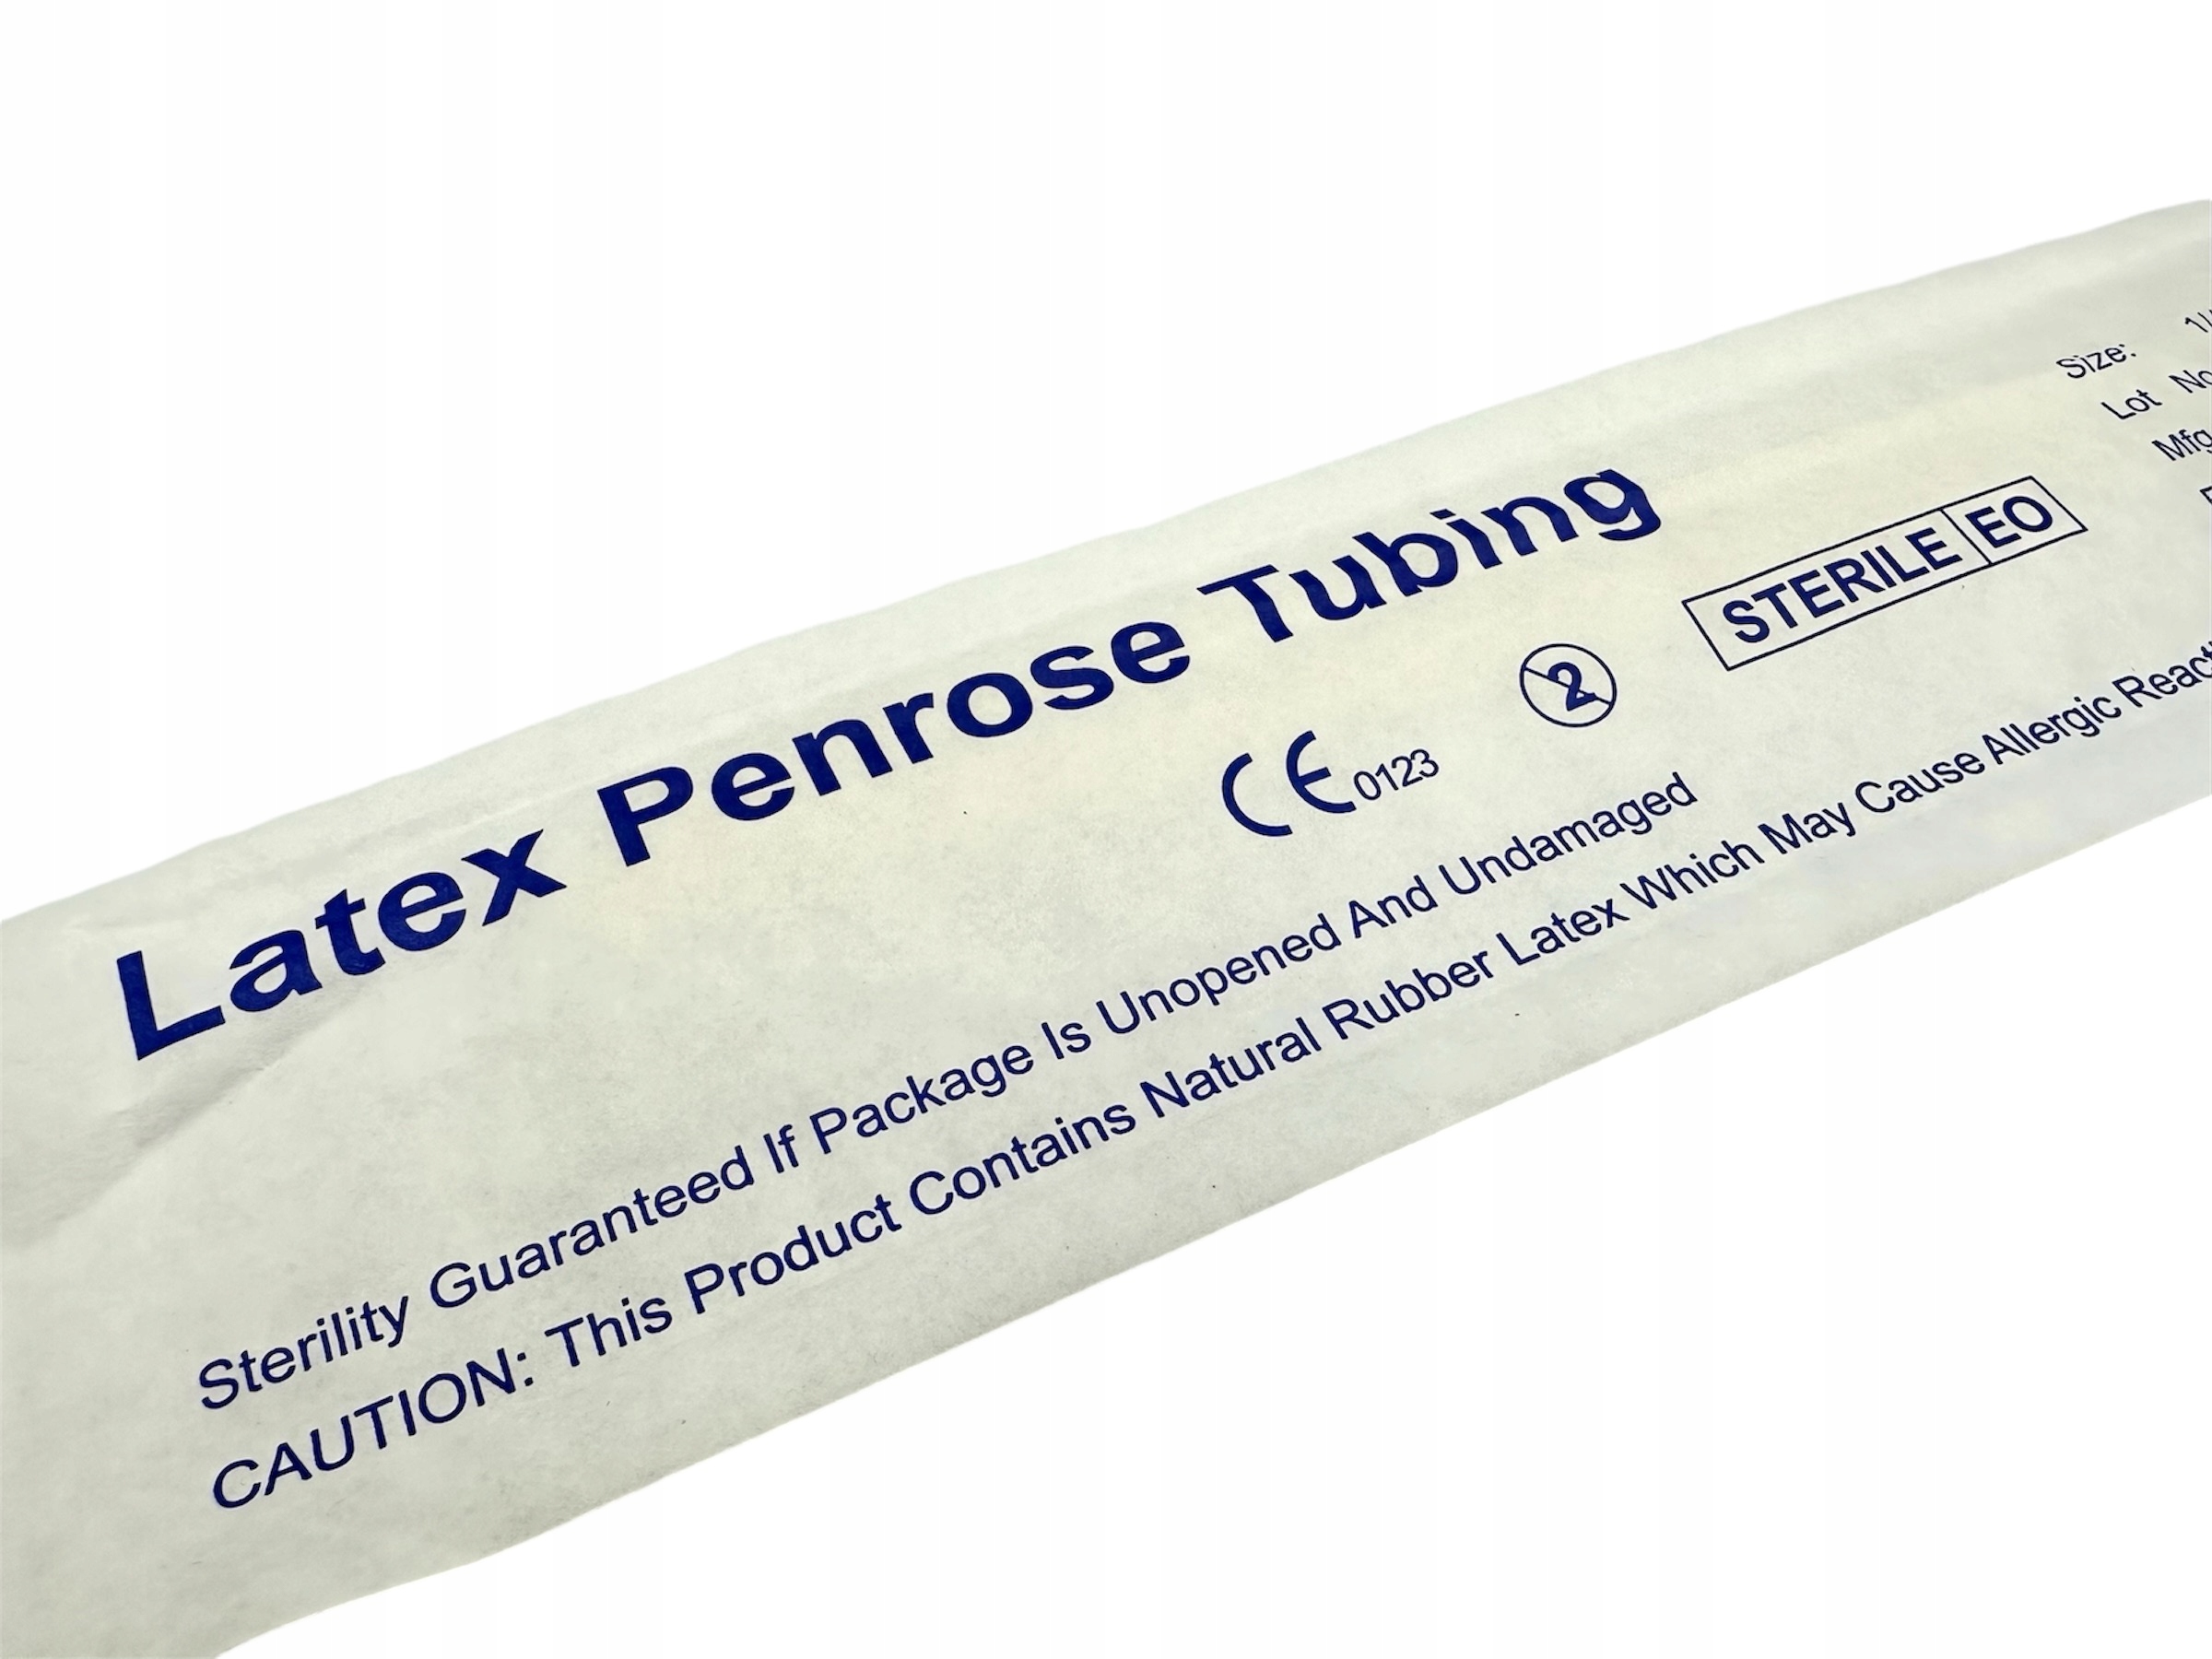 Latex Penrose Tubing
Size:
Lot
CE 0123
2
STERILE EO
Sterility Guaranteed If Package Is Unopened And Undamaged
CAUTION: This Product Contains Natural Rubber Latex Which May Cause Allergic